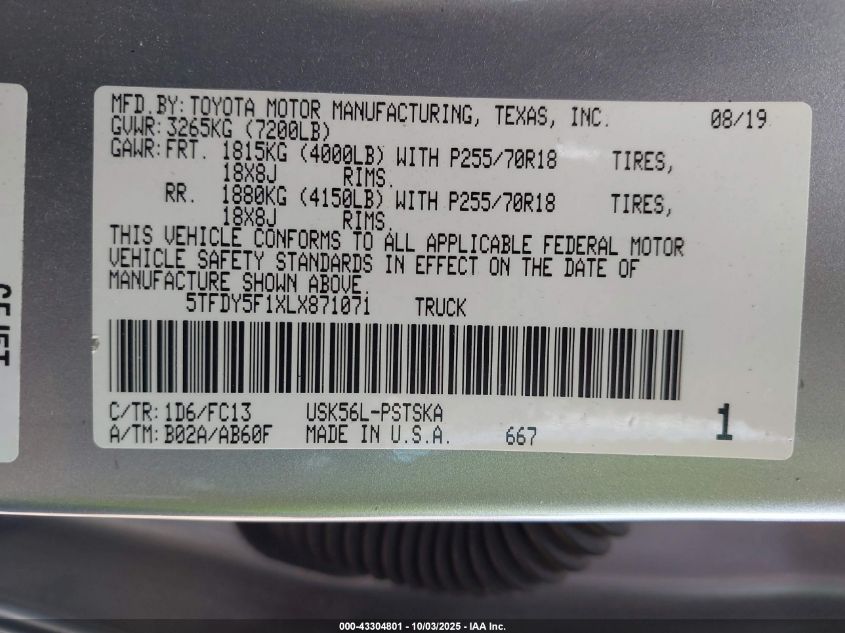 MFD.BY: TOYOTA MOTOR MANUFACTURING, TEXAS, INC. 08/19
GVWR: 3265KG (7200LB)
GAWR: FRT. 1815KG (4000LB) WITH P255/70R18 TIRES,
18X8J RIMS.
RR. 1880KG (4150LB) WITH P255/70R18 TIRES,
18X8J RIMS.
THIS VEHICLE CONFORMS TO ALL APPLICABLE FEDERAL MOTOR
VEHICLE SAFETY STANDARDS IN EFFECT ON THE DATE OF
MANUFACTURE SHOWN ABOVE.
5TFDY5F1XLX871071 TRUCK
C/TR: 1D6/FC13 USK56L-PSTSKA
A/TM: B02A/AB60F MADE IN U.S.A. 667 1
000-43304801 - 10/03/2025 - IAA Inc.